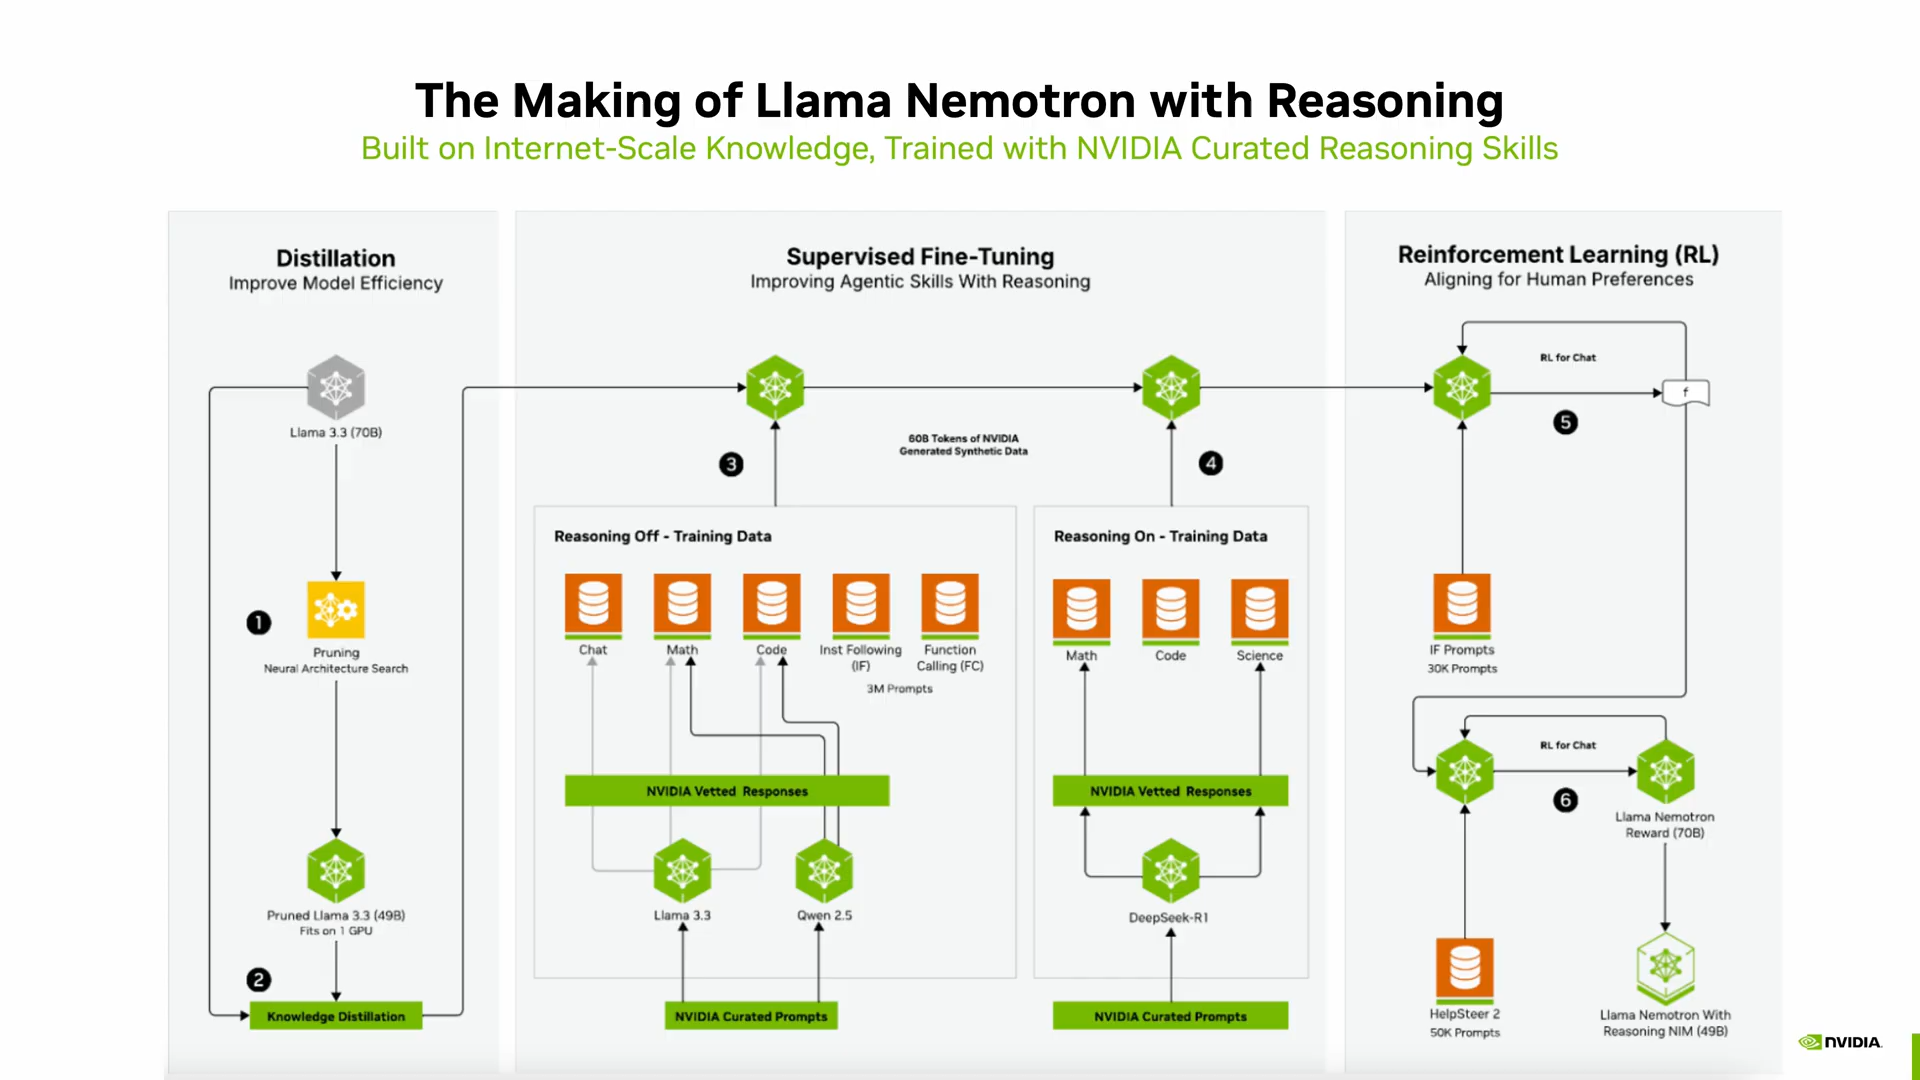 The Making of Llama Nemotron with Reasoning
Built on Internet-Scale Knowledge, Trained with NVIDIA Curated Reasoning Skills
Distillation
Improve Model Efficiency
Llama 3.3 (70B)
1
Pruning
Neural Architecture Search
Pruned Llama 3.3 (49B)
Fits on 1 GPU
2
Knowledge Distillation
Supervised Fine-Tuning
Improving Agentic Skills With Reasoning
60B Tokens of NVIDIA
Generated Synthetic Data
3
4
Reasoning Off - Training Data
Chat
Math
Code
Inst Following
(IF)
Function
Calling (FC)
3M Prompts
NVIDIA Vetted Responses
Llama 3.3
Qwen 2.5
NVIDIA Curated Prompts
Reasoning On - Training Data
Math
Code
Science
NVIDIA Vetted Responses
DeepSeek-R1
NVIDIA Curated Prompts
Reinforcement Learning (RL)
Aligning for Human Preferences
RL for Chat
f
5
IF Prompts
30K Prompts
RL for Chat
6
Llama Nemotron
Reward (70B)
HelpSteer 2
50K Prompts
Llama Nemotron With
Reasoning NIM (49B)
NVIDIA.